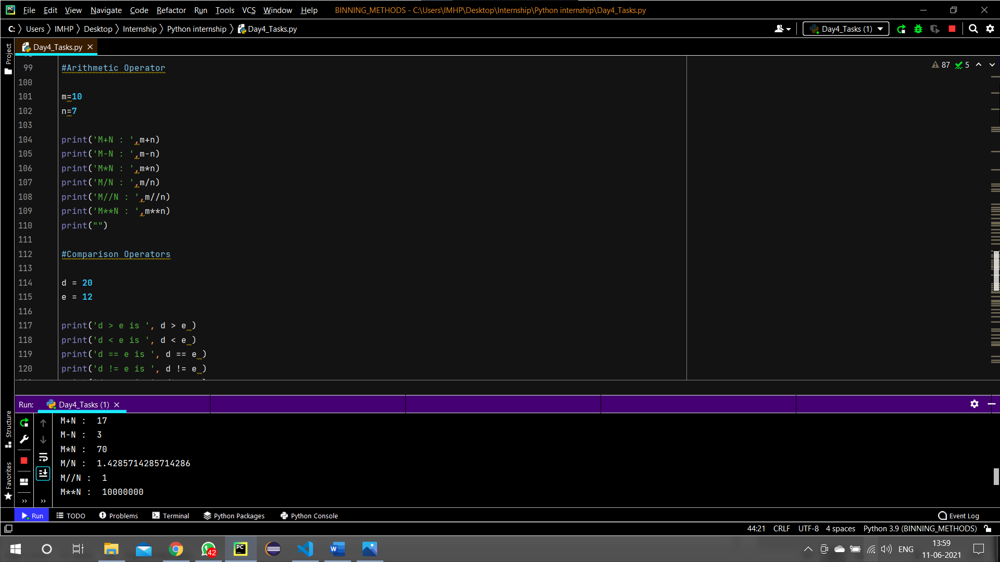 File Edit View Navigate Code Refactor Run Tools VCS Window Help BINNING_METHODS - C:\Users\IMHP\Desktop\Internship\Python internship\Day4_Tasks.py
C: Users IMHP Desktop Internship Python internship Day4_Tasks.py Day4_Tasks (1)
Project
Day4_Tasks.py
87 5
99 #Arithmetic Operator
100
101 m=10
102 n=7
103
104 print('M+N : ',m+n)
105 print('M-N : ',m-n)
106 print('M*N : ',m*n)
107 print('M/N : ',m/n)
108 print('M//N : ',m//n)
109 print('M**N : ',m**n)
110 print("")
111
112 #Comparison Operators
113
114 d = 20
115 e = 12
116
117 print('d > e is ', d > e )
118 print('d < e is ', d < e )
119 print('d == e is ', d == e )
120 print('d != e is ', d != e )
Run: Day4_Tasks (1)
Structure
Favorites
M+N :  17
M-N :  3
M*N :  70
M/N :  1.4285714285714286
M//N :  1
M**N :  10000000
Run TODO Problems Terminal Python Packages Python Console Event Log
44:21 CRLF UTF-8 4 spaces Python 3.9 (BINNING_METHODS)
42 PC W ENG 13:59
11-06-2021